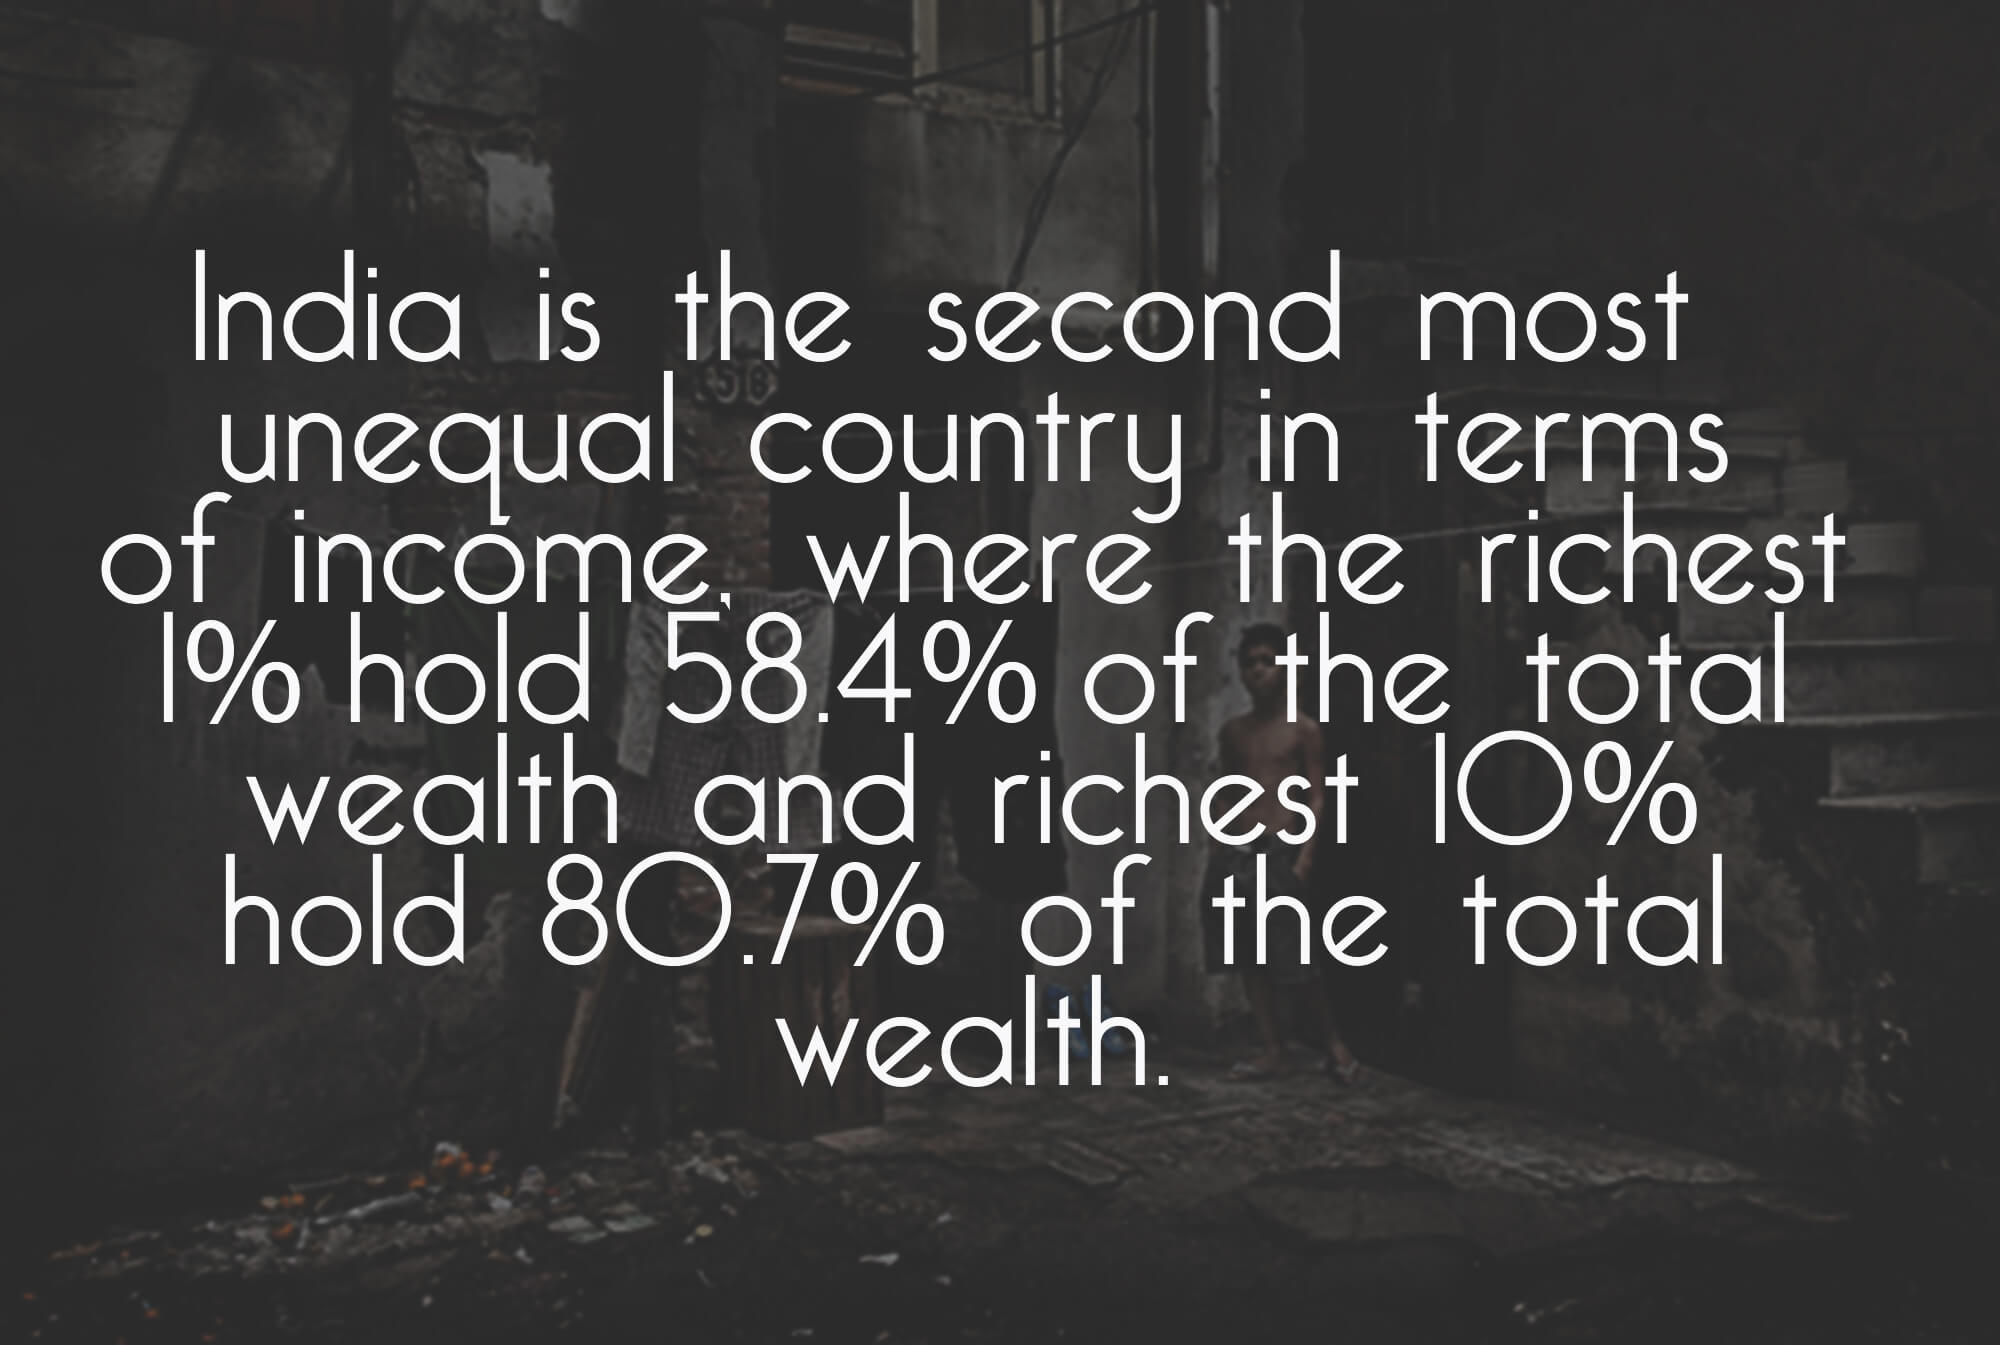 India is the second most
unequal country in terms
of income, where the richest
1% hold 58.4% of the total
wealth and richest 10%
hold 80.7% of the total
wealth.